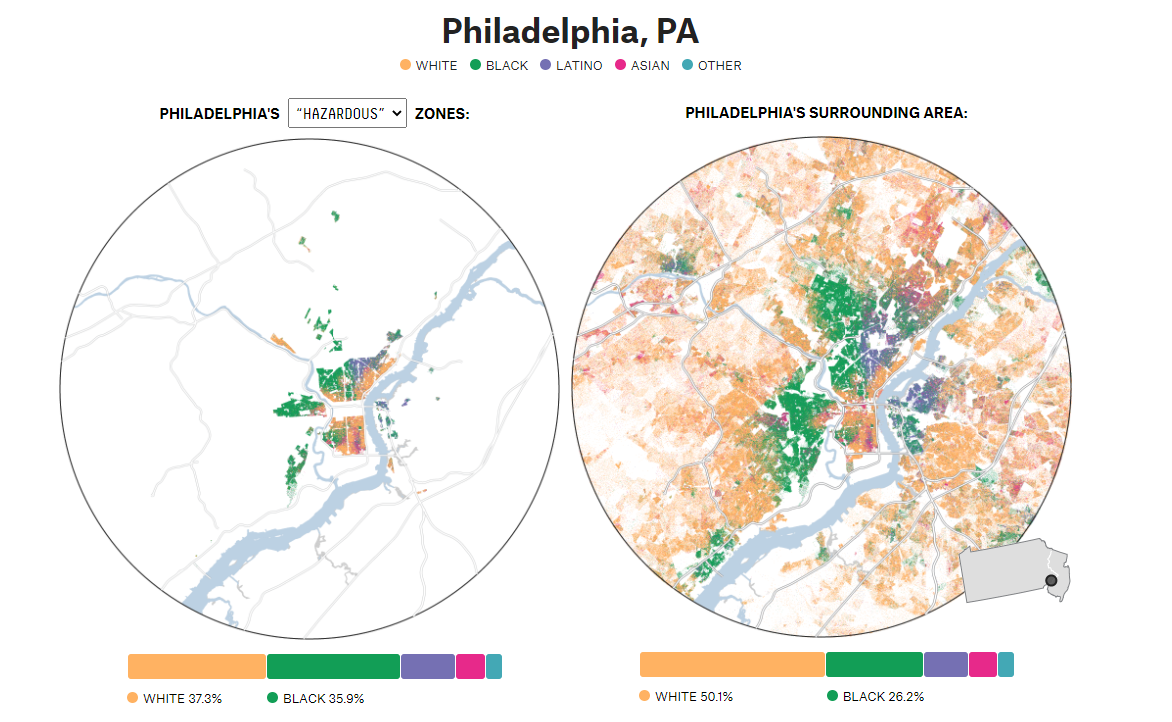 Philadelphia, PA
WHITE BLACK LATINO ASIAN OTHER
PHILADELPHIA'S “HAZARDOUS” ZONES:
PHILADELPHIA'S SURROUNDING AREA:
WHITE 37.3% BLACK 35.9%
WHITE 50.1% BLACK 26.2%